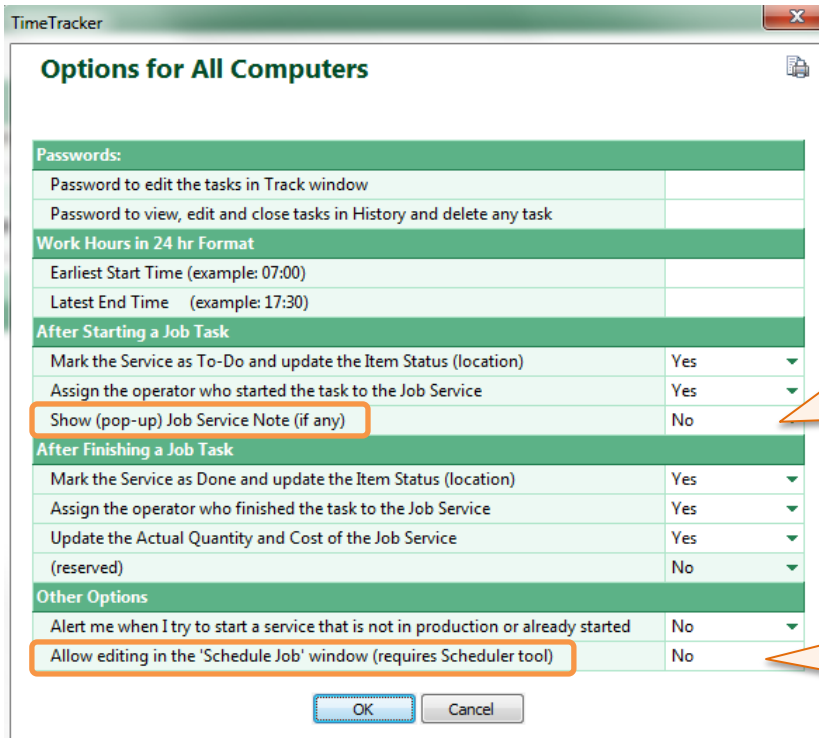 TimeTracker
Options for All Computers
Passwords:
Password to edit the tasks in Track window
Password to view, edit and close tasks in History and delete any task
Work Hours in 24 hr Format
Earliest Start Time (example: 07:00)
Latest End Time (example: 17:30)
After Starting a Job Task
Mark the Service as To-Do and update the Item Status (location) Yes
Assign the operator who started the task to the Job Service Yes
Show (pop-up) Job Service Note (if any) No
After Finishing a Job Task
Mark the Service as Done and update the Item Status (location) Yes
Assign the operator who finished the task to the Job Service Yes
Update the Actual Quantity and Cost of the Job Service Yes
(reserved) No
Other Options
Alert me when I try to start a service that is not in production or already started No
Allow editing in the 'Schedule Job' window (requires Scheduler tool) No
OK Cancel